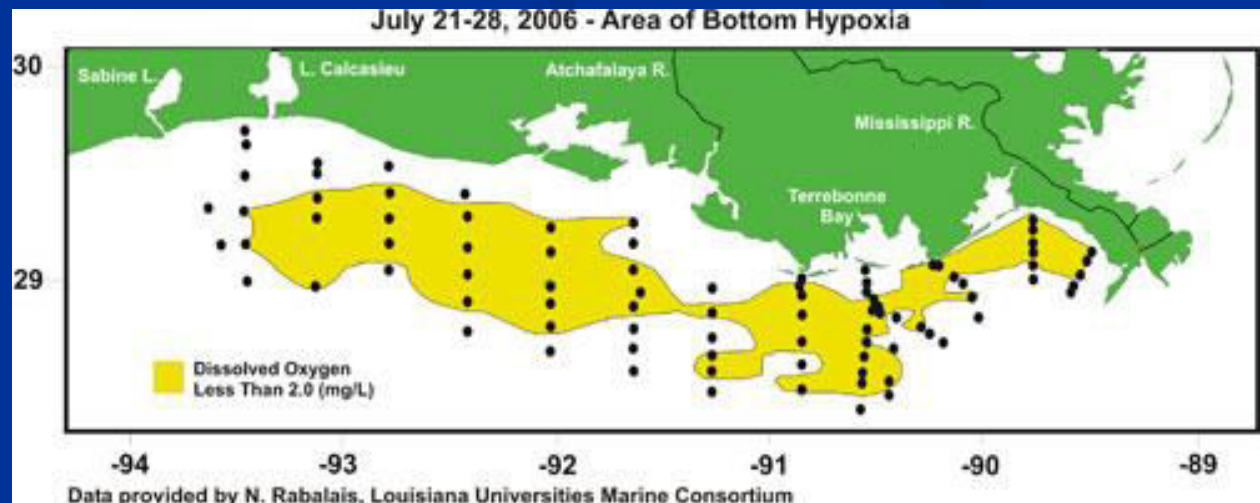 July 21-28, 2006 - Area of Bottom Hypoxia
30
Sabine L.
L. Calcasieu
Atchafalaya R.
Mississippi R.
Terrebonne
Bay
29
Dissolved Oxygen
Less Than 2.0 (mg/L)
-94 -93 -92 -91 -90 -89
Data provided by N. Rabalais, Louisiana Universities Marine Consortium